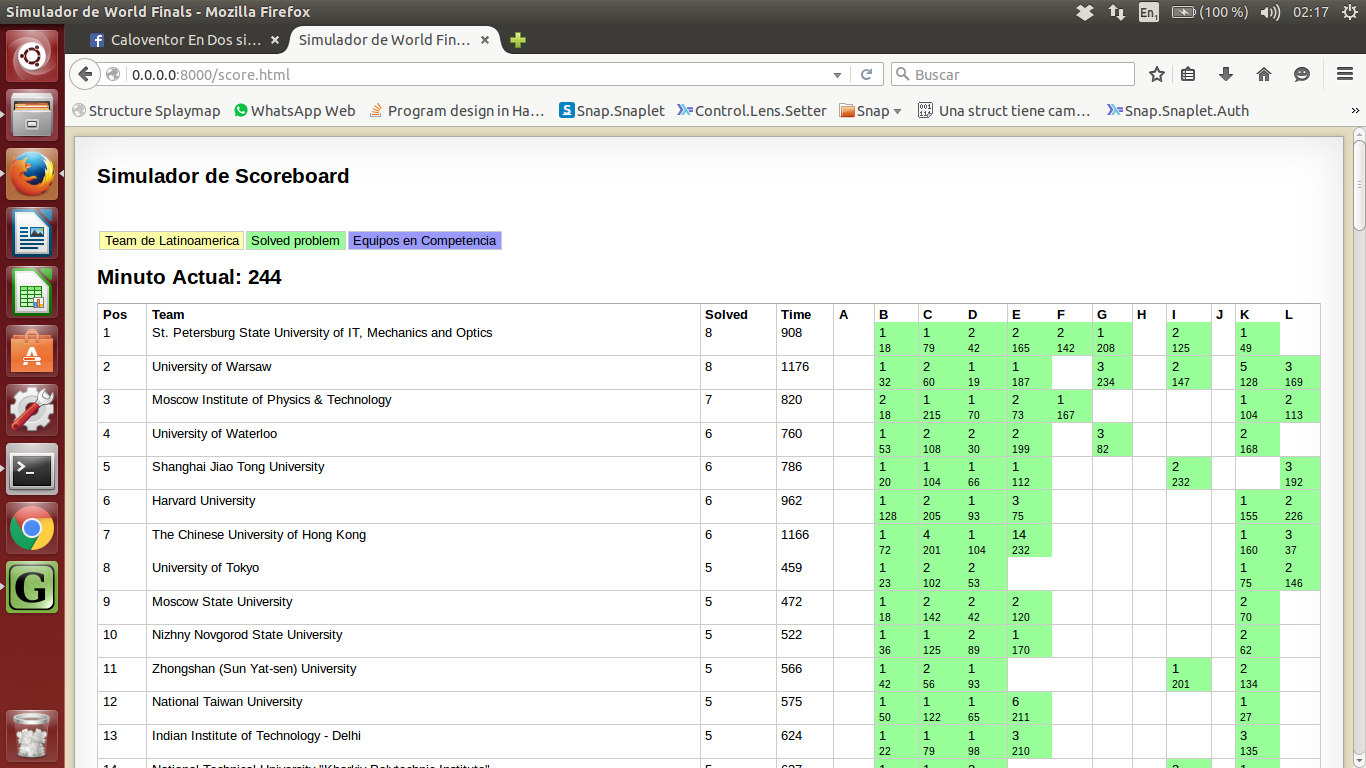 Simulador de World Finals - Mozilla Firefox En1 (100 %) 02:17
Caloventor En Dos si... Simulador de World Fin...
0.0.0.0:8000/score.html Buscar
Structure Splaymap WhatsApp Web Program design in Ha... Snap.Snaplet Control.Lens.Setter Snap Una struct tiene cam... Snap.Snaplet.Auth »
Simulador de Scoreboard
Team de Latinoamerica Solved problem Equipos en Competencia
Minuto Actual: 244
Pos Team Solved Time A B C D E F G H I J K L
1 St. Petersburg State University of IT, Mechanics and Optics 8 908 1 1 2 2 2 1 2 1
18 79 42 165 142 208 125 49
2 University of Warsaw 8 1176 1 2 1 1 3 2 5 3
32 60 19 187 234 147 128 169
3 Moscow Institute of Physics & Technology 7 820 2 1 1 2 1 1 2
18 215 70 73 167 104 113
4 University of Waterloo 6 760 1 2 2 2 3 2
53 108 30 199 82 168
5 Shanghai Jiao Tong University 6 786 1 1 1 1 2 3
20 104 66 112 232 192
6 Harvard University 6 962 1 2 1 3 1 2
128 205 93 75 155 226
7 The Chinese University of Hong Kong 6 1166 1 4 1 14 1 3
72 201 104 232 160 37
8 University of Tokyo 5 459 1 2 2 1 2
23 102 53 75 146
9 Moscow State University 5 472 1 2 2 2 2
18 142 42 120 70
10 Nizhny Novgorod State University 5 522 1 1 2 1 2
36 125 89 170 62
11 Zhongshan (Sun Yat-sen) University 5 566 1 2 1 1 2
42 56 93 201 134
12 National Taiwan University 5 575 1 1 1 6 1
50 122 65 211 27
13 Indian Institute of Technology - Delhi 5 624 1 1 1 3 3
22 79 98 210 135